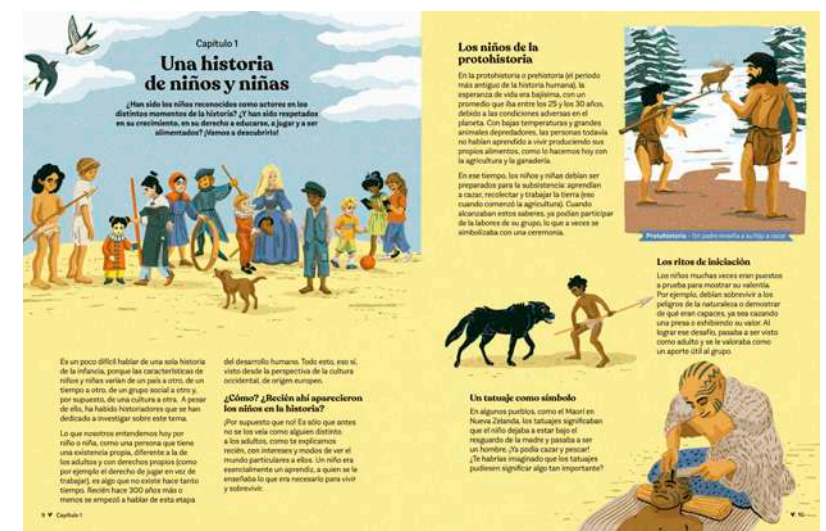 Capítulo 1
Una historia
de niños y niñas
¿Han sido los niños reconocidos como actores en los
distintos momentos de la historia? ¿Y han sido respetados
en su crecimiento, en su derecho a educarse, a jugar y a ser
alimentados? ¡Vamos a descubrirlo!
Es un poco difícil hablar de una sola historia
de la infancia, porque las características de
niños y niñas varían de un país a otro, de un
tiempo a otro, de un grupo social a otro y,
por supuesto, de una cultura a otra. A pesar
de ello, ha habido historiadores que se han
dedicado a investigar sobre este tema.
Lo que nosotros entendemos hoy por
niño o niña, como una persona que tiene
una existencia propia, diferente a la de
los adultos y con derechos propios (como
por ejemplo el derecho de jugar en vez de
trabajar), es algo que no existe hace tanto
tiempo. Recién hace 300 años más o
menos se empezó a hablar de esta etapa
del desarrollo humano. Todo esto, eso sí,
visto desde la perspectiva de la cultura
occidental, de origen europeo.
¿Cómo? ¿Recién ahí aparecieron
los niños en la historia?
¡Por supuesto que no! Es sólo que antes
no se los veía como alguien distinto
a los adultos, como te explicamos
recién, con intereses y modos de ver el
mundo particulares a ellos. Un niño era
esencialmente un aprendiz, a quien se le
enseñaba lo que era necesario para vivir
y sobrevivir.
9 Capítulo 1
Los niños de la
protohistoria
En la protohistoria o prehistoria (el periodo
más antiguo de la historia humana), la
esperanza de vida era bajísima, con un
promedio que iba entre los 25 y los 30 años,
debido a las condiciones adversas en el
planeta. Con bajas temperaturas y grandes
animales depredadores, las personas todavía
no habían aprendido a vivir produciendo sus
propios alimentos, como lo hacemos hoy con
la agricultura y la ganadería.
En ese tiempo, los niños y niñas debían ser
preparados para la subsistencia: aprendían
a cazar, recolectar y trabajar la tierra (eso
cuando comenzó la agricultura). Cuando
alcanzaban estos saberes, ya podían participar
de la labores de su grupo, lo que a veces se
simbolizaba con una ceremonia.
Protohistoria - Un padre enseña a su hijo a cazar.
Los ritos de iniciación
Los niños muchas veces eran puestos
a prueba para mostrar su valentía.
Por ejemplo, debían sobrevivir a los
peligros de la naturaleza o demostrar
de qué eran capaces, ya sea cazando
una presa o exhibiendo su valor. Al
lograr ese desafío, pasaba a ser visto
como adulto y se le valoraba como
un aporte útil al grupo.
Un tatuaje como símbolo
En algunos pueblos, como el Maorí en
Nueva Zelanda, los tatuajes significaban
que el niño dejaba a estar bajo el
resguardo de la madre y pasaba a ser
un hombre. ¡Ya podía cazar y pescar!
¿Te habrías imaginado que los tatuajes
pudiesen significar algo tan importante?
10